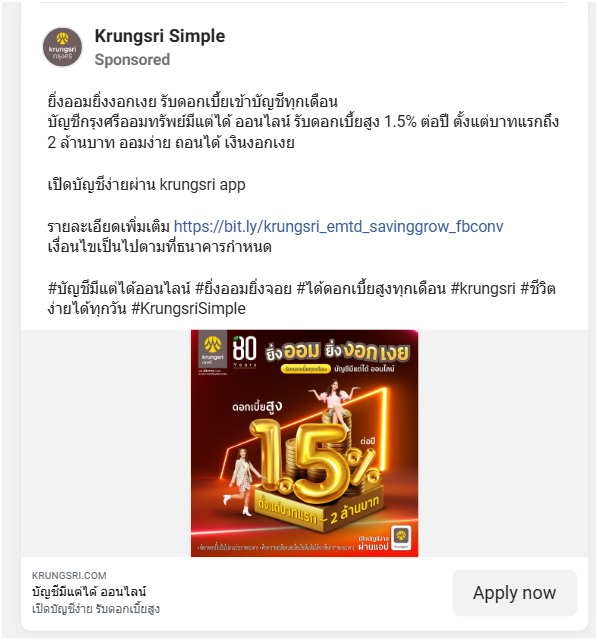 Krungsri Simple
Sponsored
ยิ่งออมยิ่งงอกเงย รับดอกเบี้ยเข้าบัญชีทุกเดือน
บัญชีกรุงศรีออมทรัพย์มีแต่ได้ ออนไลน์ รับดอกเบี้ยสูง 1.5% ต่อปี ตั้งแต่บาทแรกถึง
2 ล้านบาท ออมง่าย ถอนได้ เงินงอกเงย
เปิดบัญชีง่ายผ่าน krungsri app
รายละเอียดเพิ่มเติม https://bit.ly/krungsri_emtd_savinggrow_fbconv
เงื่อนไขเป็นไปตามที่ธนาคารกำหนด
#บัญชีมีแต่ได้ออนไลน์ #ยิ่งออมยิ่งจอย #ได้ดอกเบี้ยสูงทุกเดือน #krungsri #ชีวิต
ง่ายได้ทุกวัน #KrungsriSimple
krungsri
กรุงศรี
80
Years
ยิ่งออม ยิ่งงอกเงย
รับดอกเบี้ยทุกเดือน บัญชีมีแต่ได้ ออนไลน์
ดอกเบี้ยสูง
1.5%
ต่อปี
ตั้งแต่บาทแรก – 2 ล้านบาท
เปิดบัญชีง่าย
ผ่านแอป
KRUNGSRI.COM
บัญชีมีแต่ได้ ออนไลน์
เปิดบัญชีง่าย รับดอกเบี้ยสูง
Apply now